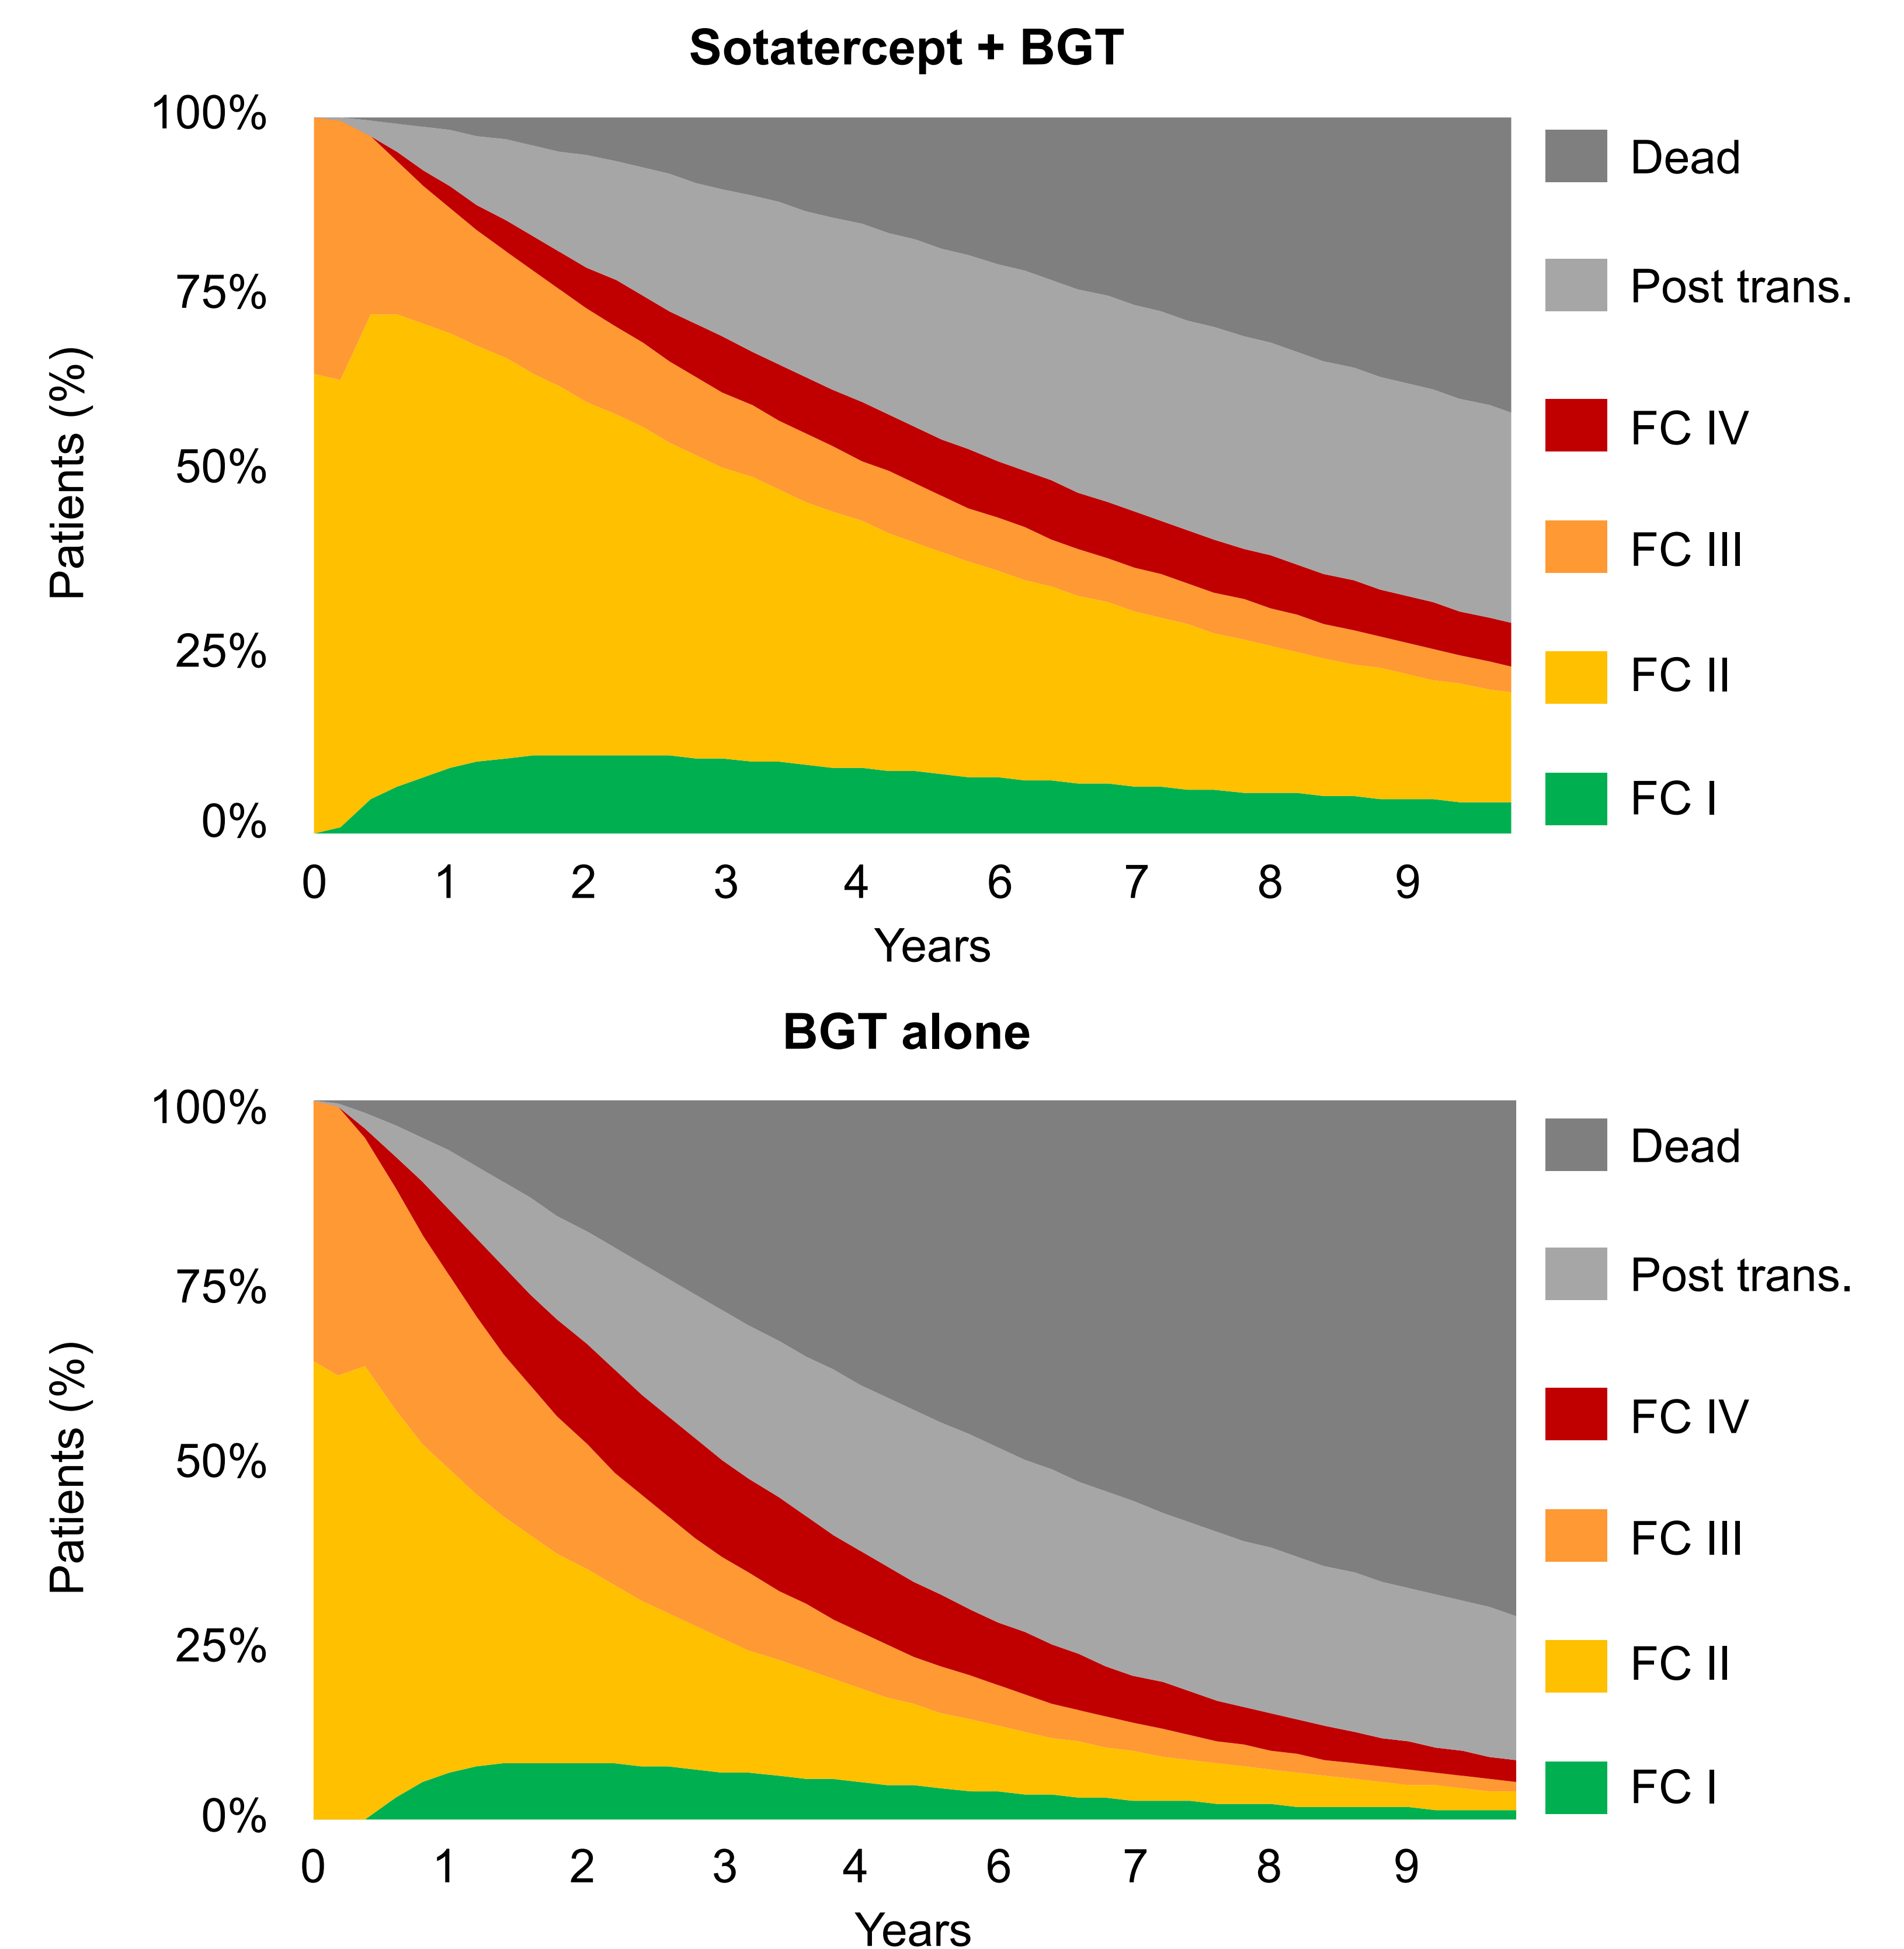 Sotatercept + BGT
100%
75%
50%
25%
0%
Patients (%)
0 1 2 3 4 6 7 8 9
Years
Dead
Post trans.
FC IV
FC III
FC II
FC I
BGT alone
100%
75%
50%
25%
0%
Patients (%)
0 1 2 3 4 6 7 8 9
Years
Dead
Post trans.
FC IV
FC III
FC II
FC I